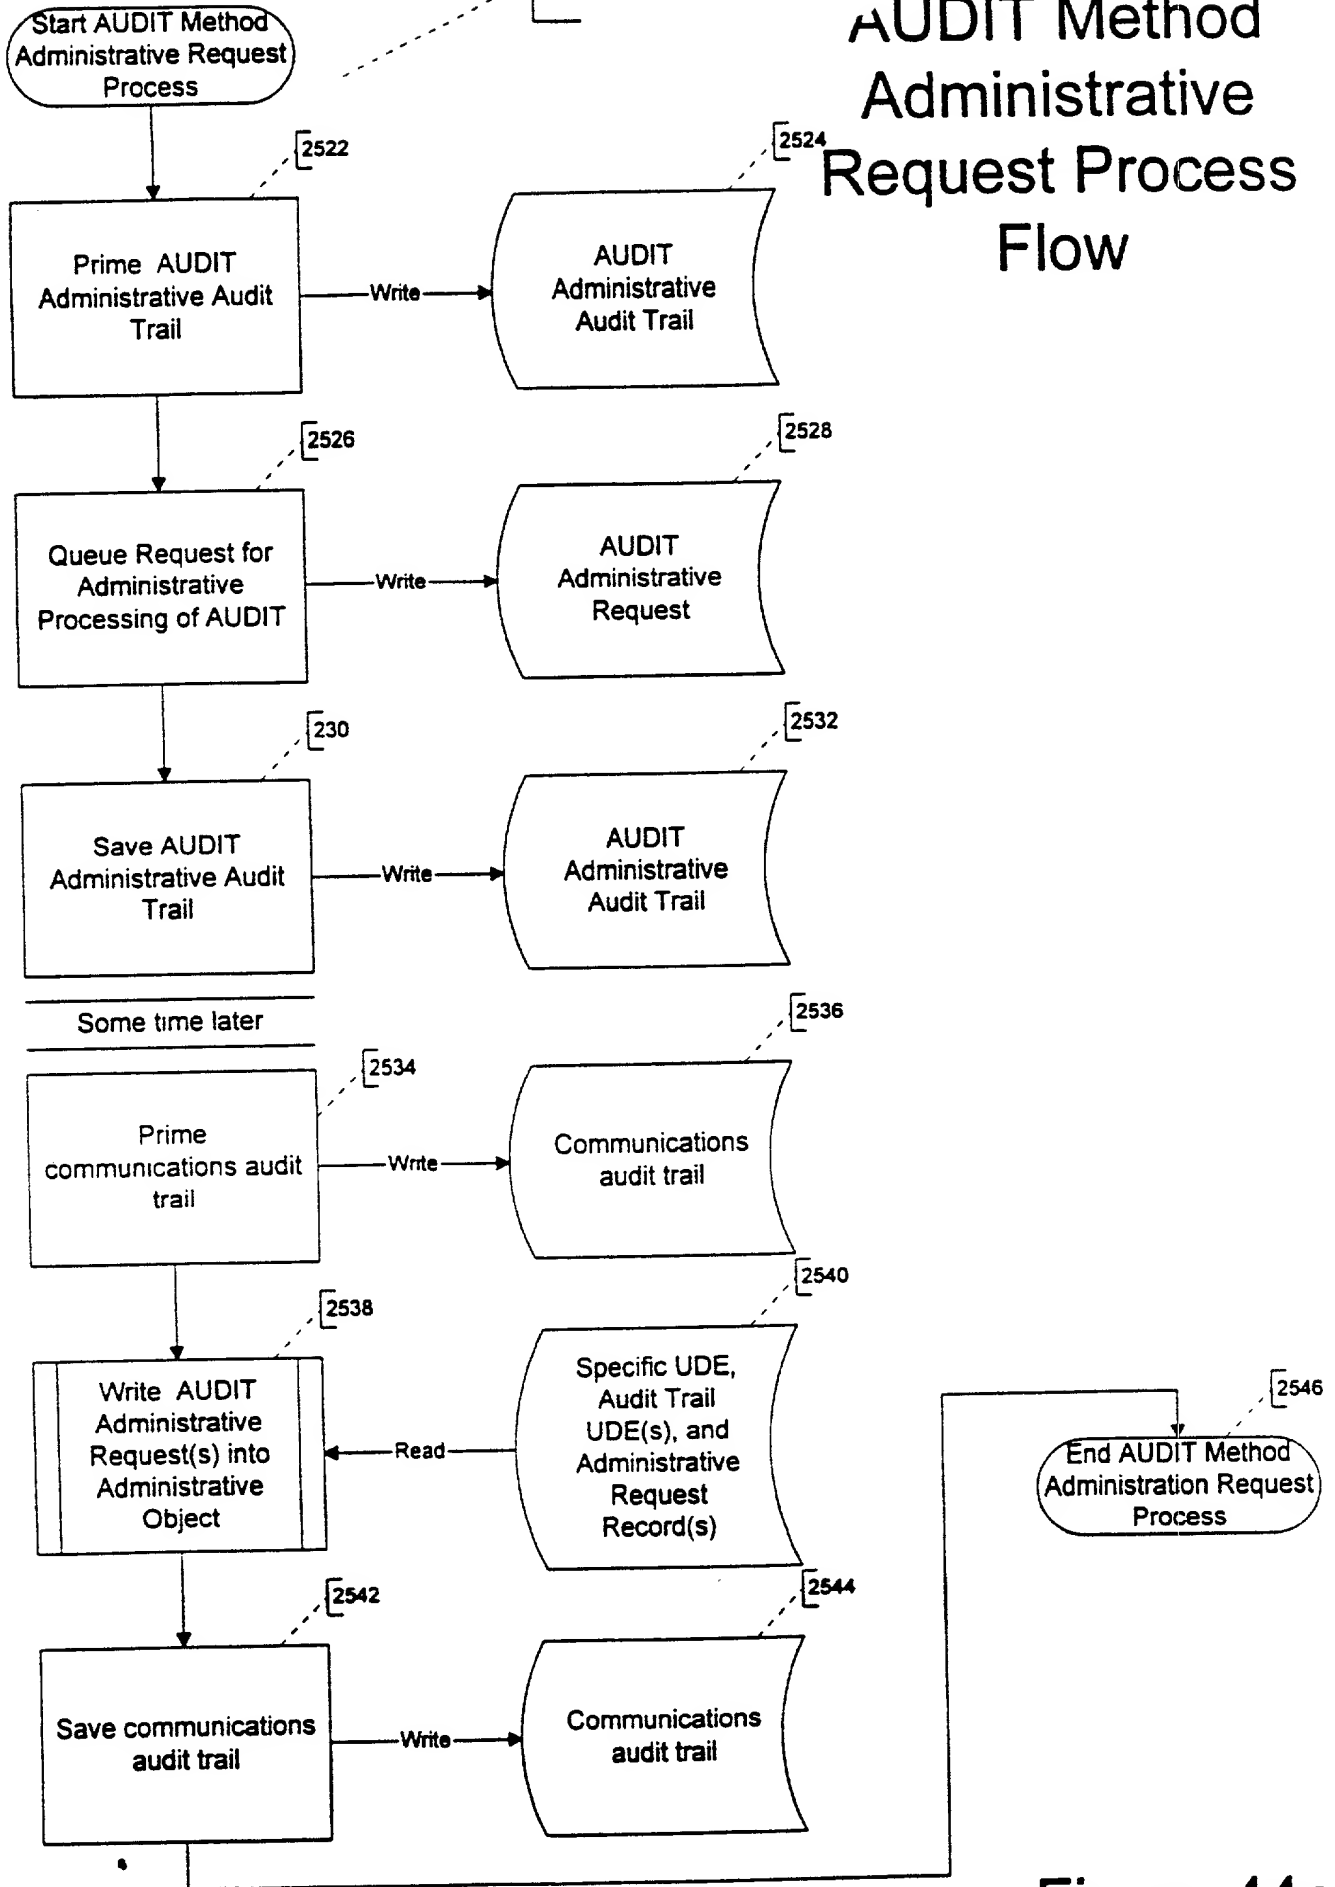 AUDIT Method
Administrative
Request Process
Flow
Start AUDIT Method
Administrative Request
Process
2522
2524
Prime AUDIT
Administrative Audit
Trail
Write
AUDIT
Administrative
Audit Trail
2526
2528
Queue Request for
Administrative
Processing of AUDIT
Write
AUDIT
Administrative
Request
230
2532
Save AUDIT
Administrative Audit
Trail
Write
AUDIT
Administrative
Audit Trail
Some time later
2534
2536
Prime
communications audit
trail
Write
Communications
audit trail
2538
2540
Write AUDIT
Administrative
Request(s) into
Administrative
Object
Read
Specific UDE,
Audit Trail
UDE(s), and
Administrative
Request
Record(s)
2546
End AUDIT Method
Administration Request
Process
2542
2544
Save communications
audit trail
Write
Communications
audit trail